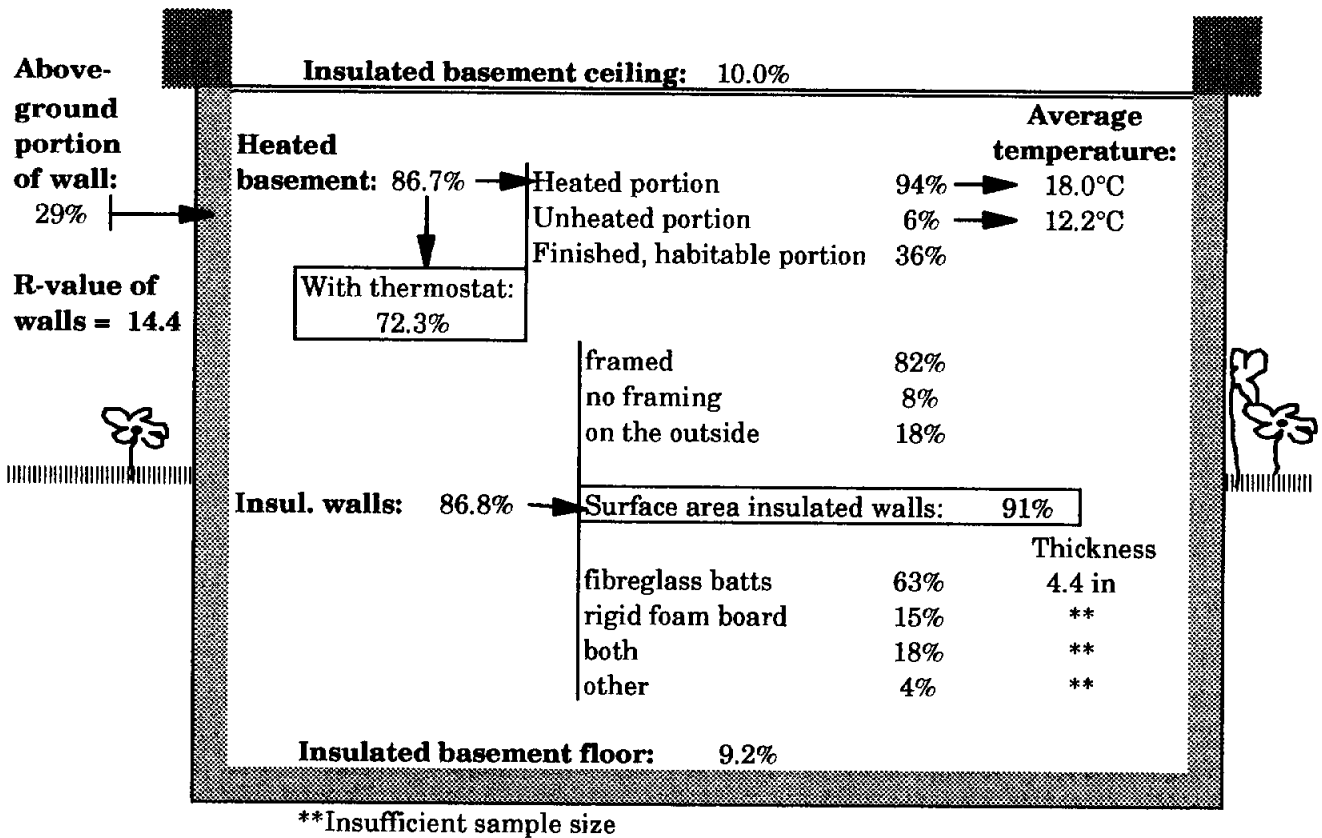 Insulated basement ceiling: 10.0%
Above-
ground
portion
of wall:
29%
R-value of
walls = 14.4
Average
temperature:
Heated
basement: 86.7%
Heated portion 94% 18.0°C
Unheated portion 6% 12.2°C
Finished, habitable portion 36%
With thermostat:
72.3%
framed 82%
no framing 8%
on the outside 18%
Insul. walls: 86.8%
Surface area insulated walls: 91%
Thickness
fibreglass batts 63% 4.4 in
rigid foam board 15% **
both 18% **
other 4% **
Insulated basement floor: 9.2%
**Insufficient sample size